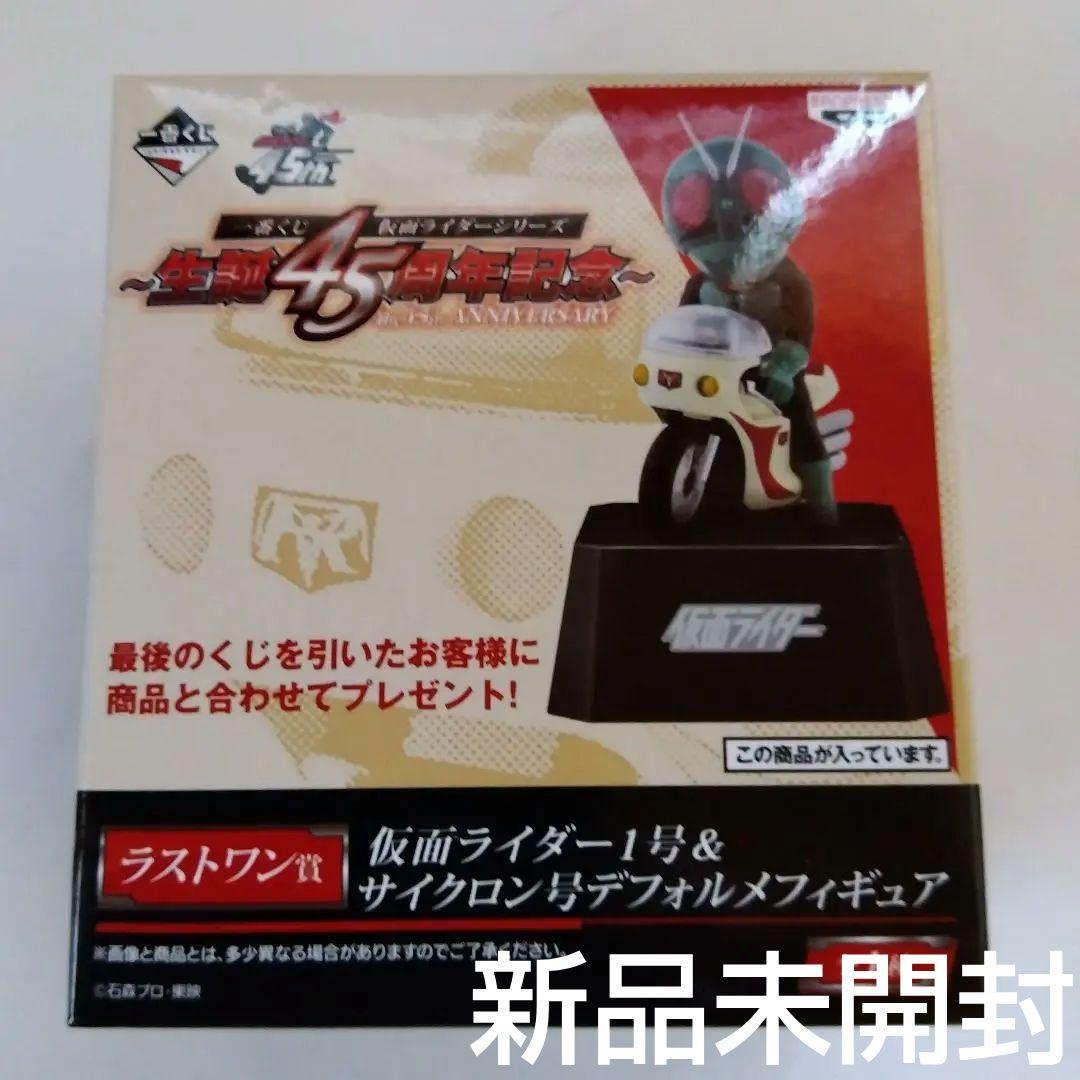 一番くじ
45th
一番くじ 仮面ライダーシリーズ
～生誕45周年記念～
ANNIVERSARY
仮面ライダー
最後のくじを引いたお客様に
商品と合わせてプレゼント!
この商品が入っています。
ラストワン賞
仮面ライダー1号&
サイクロン号デフォルメフィギュア
※画像と商品とは、多少異なる場合がありますのでご了承ください。
©石森プロ・東映
新品未開封